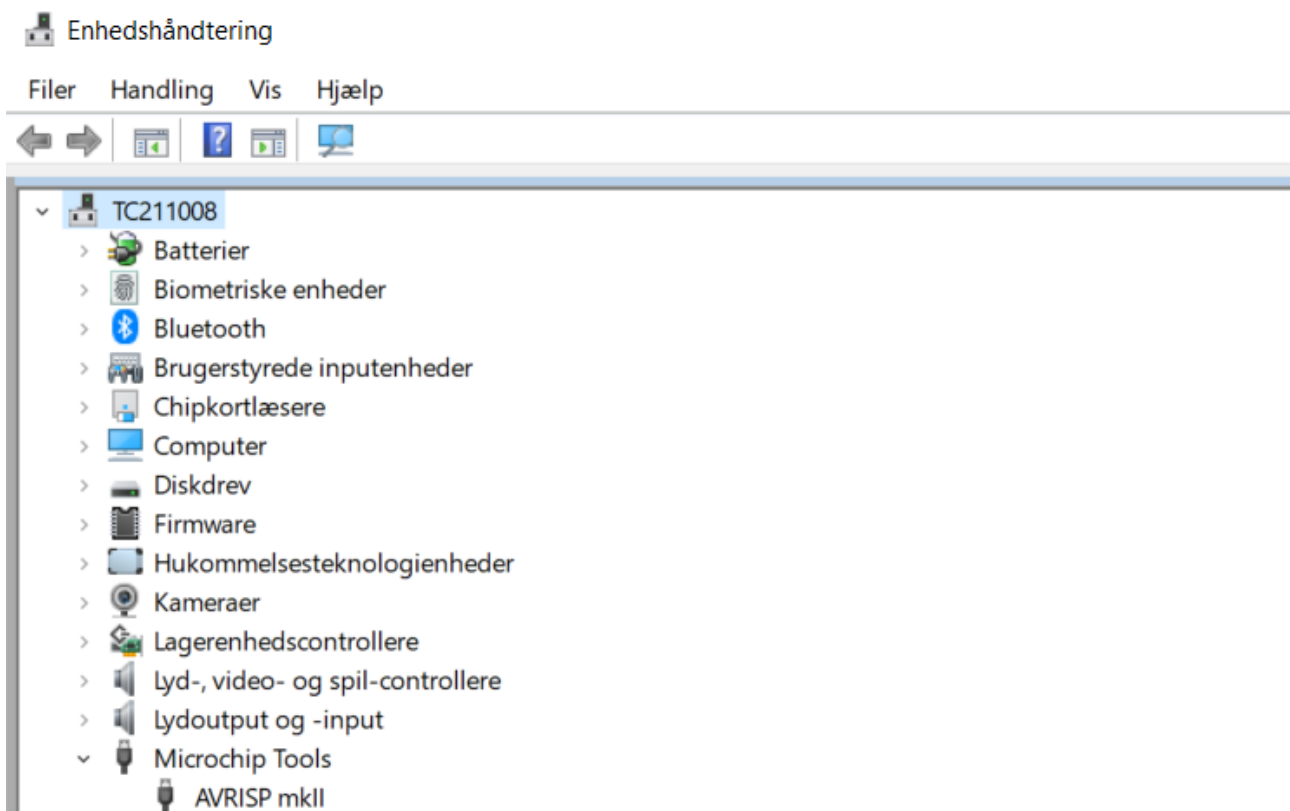 Enhedshåndtering
Filer Handling Vis Hjælp
TC211008
Batterier
Biometriske enheder
Bluetooth
Brugerstyrede inputenheder
Chipkortlæsere
Computer
Diskdrev
Firmware
Hukommelsesteknologienheder
Kameraer
Lagerenhedscontrollere
Lyd-, video- og spil-controllere
Lydoutput og -input
Microchip Tools
AVRISP mkII